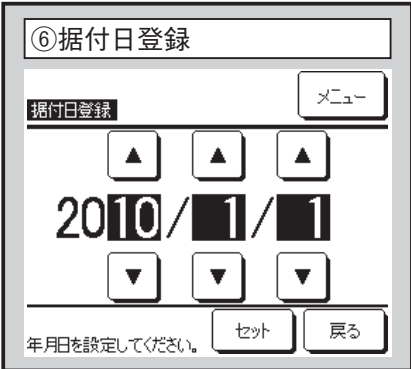 ⑥据付日登録
メニュー
据付日登録
▲ ▲ ▲
2010/ 1/ 1
▼ ▼ ▼
年月日を設定してください。 セット 戻る